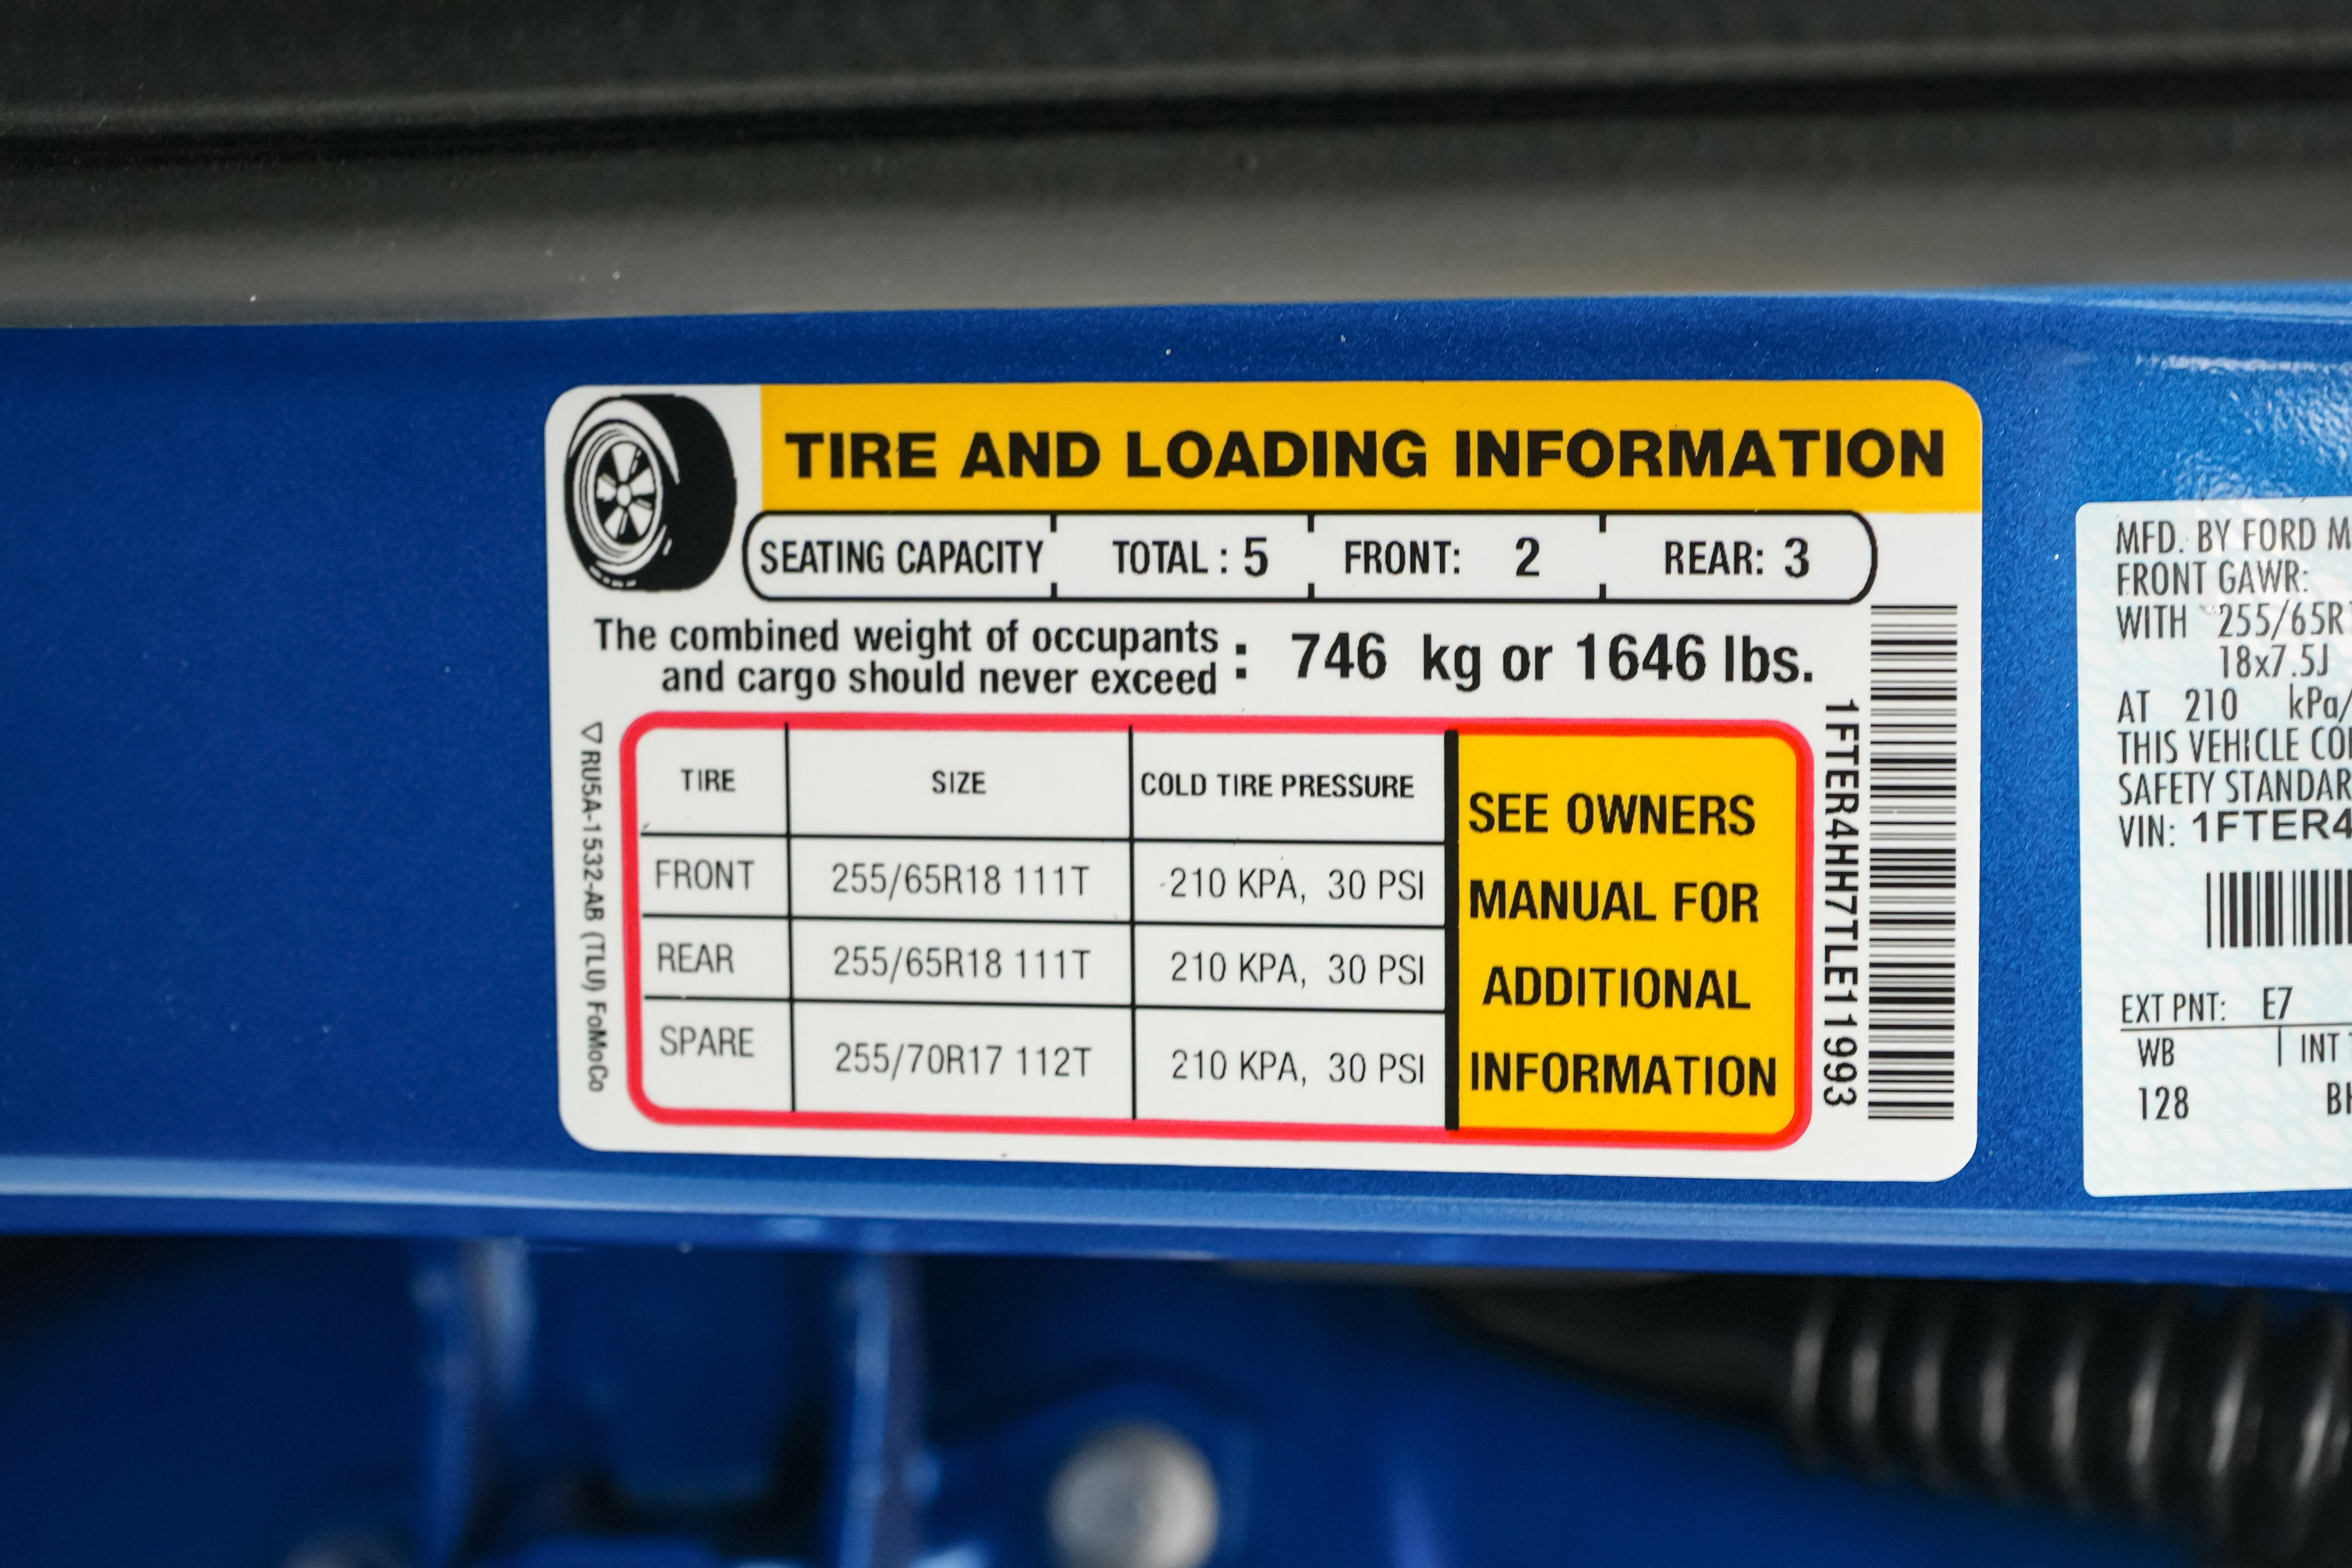 TIRE AND LOADING INFORMATION
SEATING CAPACITY TOTAL : 5 FRONT: 2 REAR: 3
The combined weight of occupants
and cargo should never exceed : 746 kg or 1646 lbs.
TIRE SIZE COLD TIRE PRESSURE
FRONT 255/65R18 111T 210 KPA, 30 PSI
REAR 255/65R18 111T 210 KPA, 30 PSI
SPARE 255/70R17 112T 210 KPA, 30 PSI
SEE OWNERS
MANUAL FOR
ADDITIONAL
INFORMATION
RU5A-1532-AB (TLU) FoMoCo
1FTER4HH7TLE11993
MFD. BY FORD M
FRONT GAWR:
WITH 255/65R
18x7.5J
AT 210 kPa/
THIS VEHICLE CO
SAFETY STANDAR
VIN: 1FTER4
EXT PNT: E7
WB INT
128